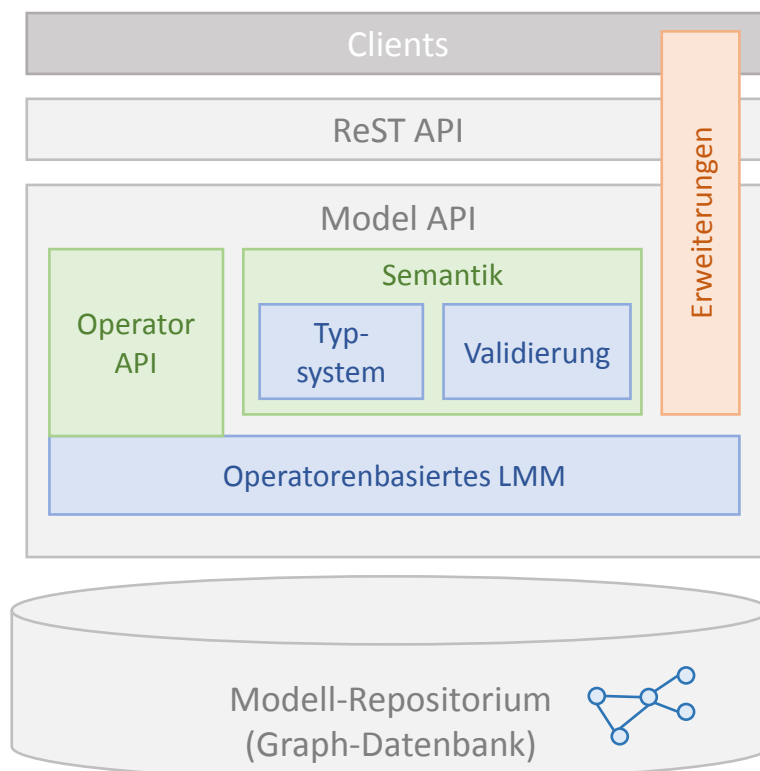 Clients
ReST API
Model API
Erweiterungen
Operator
API
Semantik
Typ-
system
Validierung
Operatorenbasiertes LMM
Modell-Repositorium
(Graph-Datenbank)